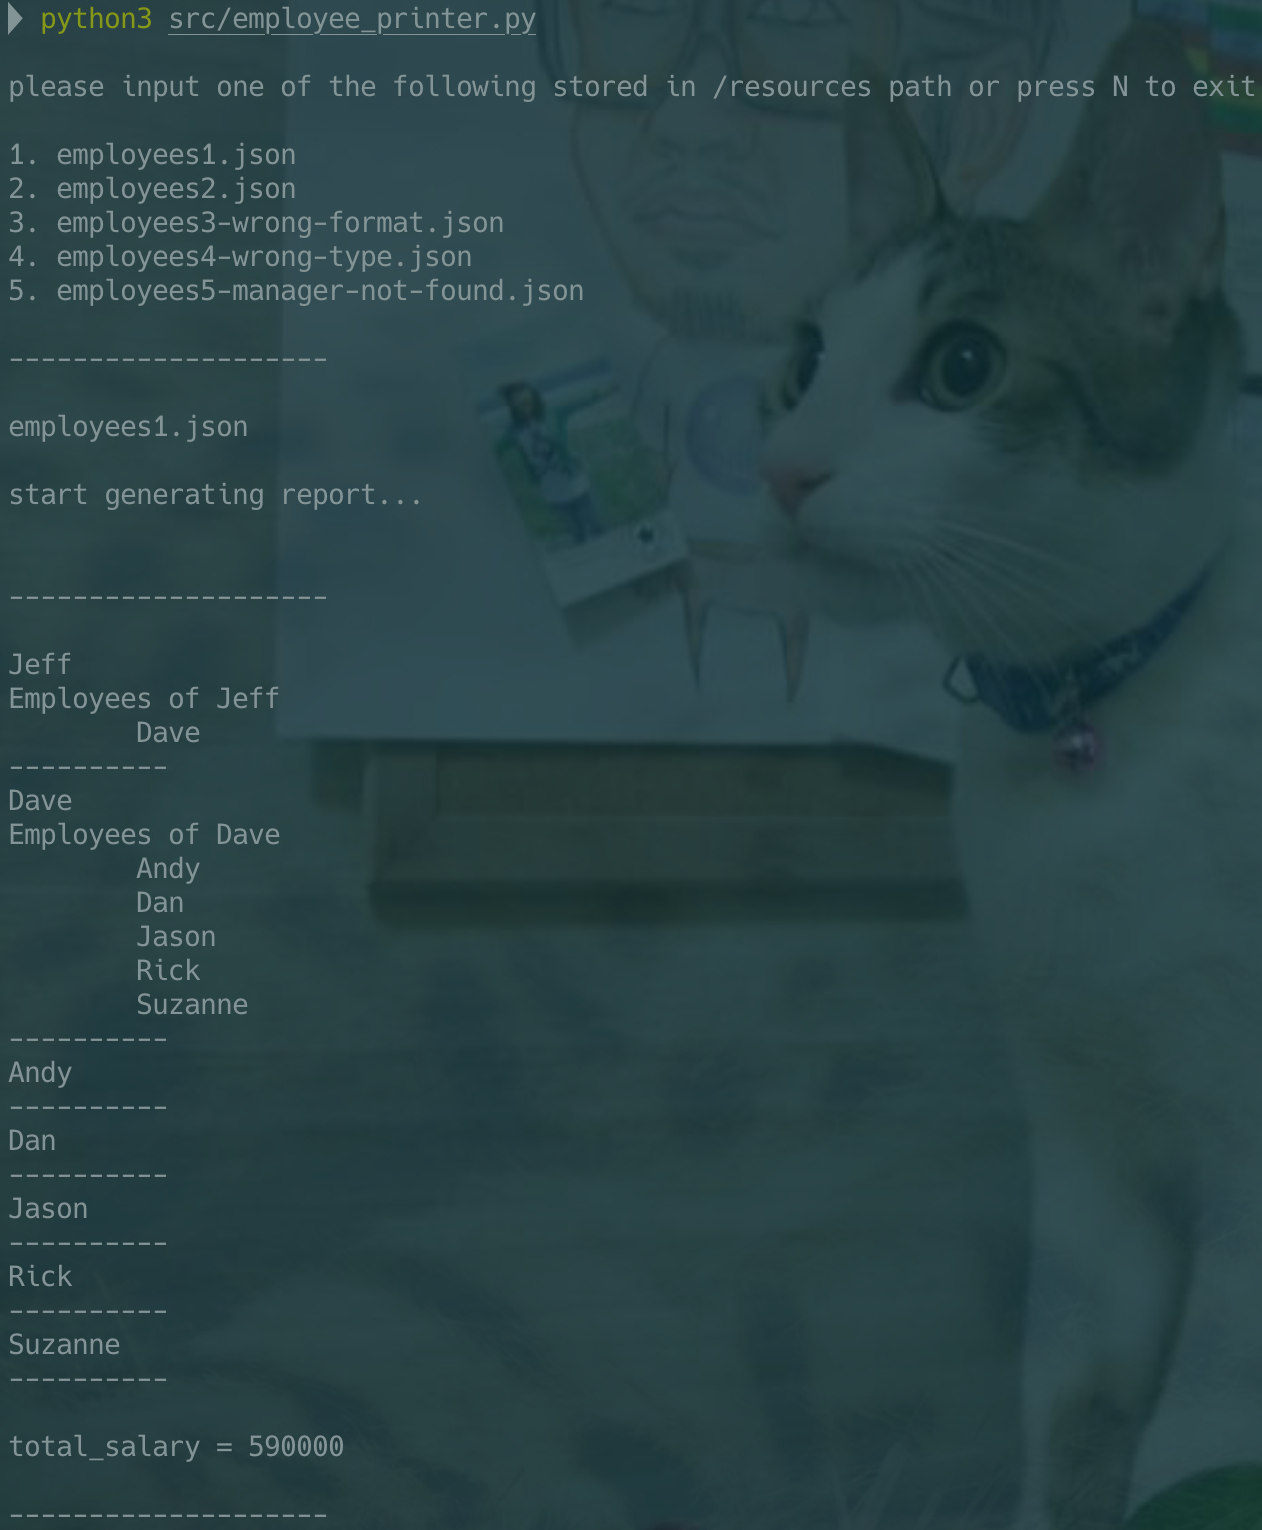 python3 src/employee_printer.py
please input one of the following stored in /resources path or press N to exit
1. employees1.json
2. employees2.json
3. employees3-wrong-format.json
4. employees4-wrong-type.json
5. employees5-manager-not-found.json
--------------------
employees1.json
start generating report...
--------------------
Jeff
Employees of Jeff
Dave
----------
Dave
Employees of Dave
Andy
Dan
Jason
Rick
Suzanne
----------
Andy
----------
Dan
----------
Jason
----------
Rick
----------
Suzanne
----------
total_salary = 590000
--------------------